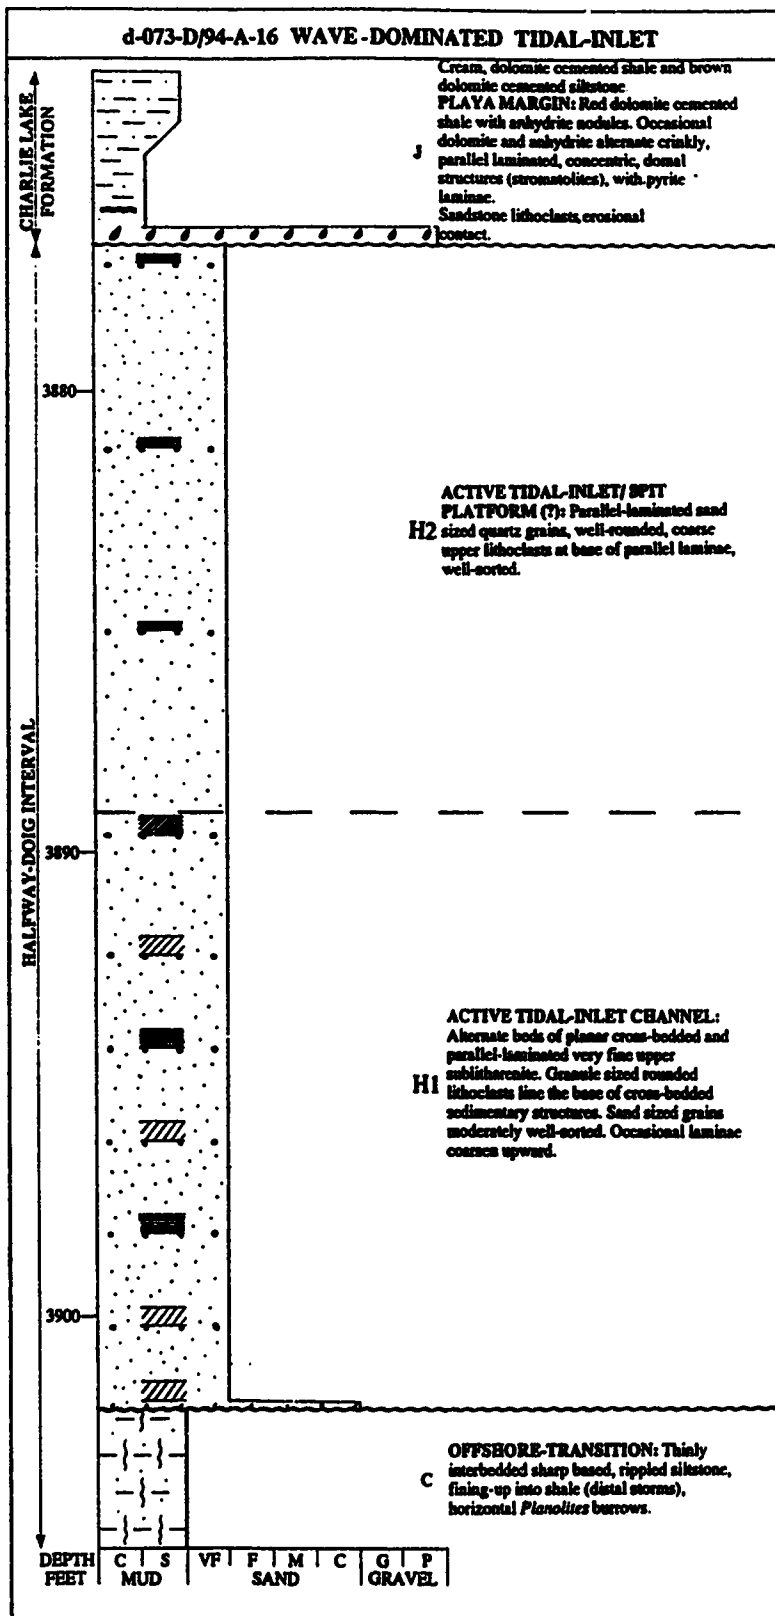 d-073-D/94-A-16 WAVE-DOMINATED TIDAL-INLET
CHARLIE LAKE
FORMATION
J
Cream, dolomite cemented shale and brown
dolomite cemented siltstone
PLAYA MARGIN: Red dolomite cemented
shale with anhydrite nodules. Occasional
dolomite and anhydrite alternate crinkly,
parallel laminated, concentric, domal
structures (stromatolites), with pyrite
laminae.
Sandstone lithoclasts, erosional
contact.
HALFWAY-DOIG INTERVAL
3880
H2
ACTIVE TIDAL-INLET/ SPIT
PLATFORM (?): Parallel-laminated sand
sized quartz grains, well-rounded, coarse
upper lithoclasts at base of parallel laminae,
well-sorted.
3890
H1
ACTIVE TIDAL-INLET CHANNEL:
Alternate beds of planar cross-bedded and
parallel-laminated very fine upper
sublitharenite. Granule sized rounded
lithoclasts line the base of cross-bedded
sedimentary structures. Sand sized grains
moderately well-sorted. Occasional laminae
coarsen upward.
3900
C
OFFSHORE-TRANSITION: Thinly
interbedded sharp based, rippled siltstone,
fining-up into shale (distal storms),
horizontal Planolites burrows.
DEPTH C S VF F M C G P
FEET MUD SAND GRAVEL